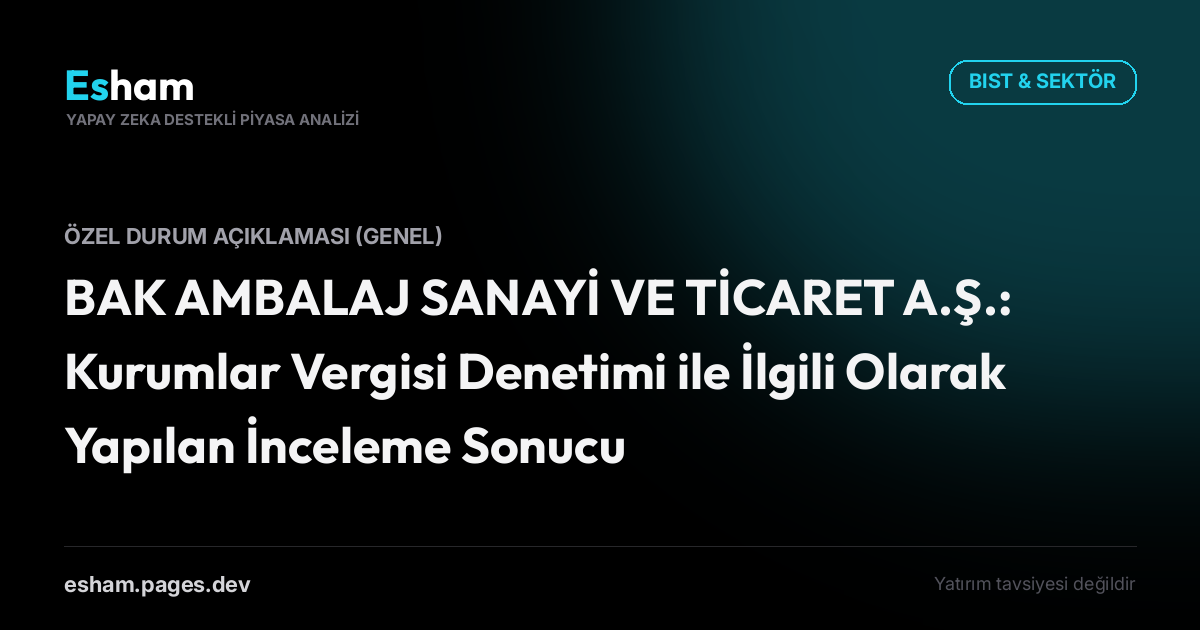 Esham
YAPAY ZEKA DESTEKLİ PİYASA ANALİZİ
BIST & SEKTÖR
ÖZEL DURUM AÇIKLAMASI (GENEL)
BAK AMBALAJ SANAYİ VE TİCARET A.Ş.:
Kurumlar Vergisi Denetimi ile İlgili Olarak
Yapılan İnceleme Sonucu
esham.pages.dev
Yatırım tavsiyesi değildir